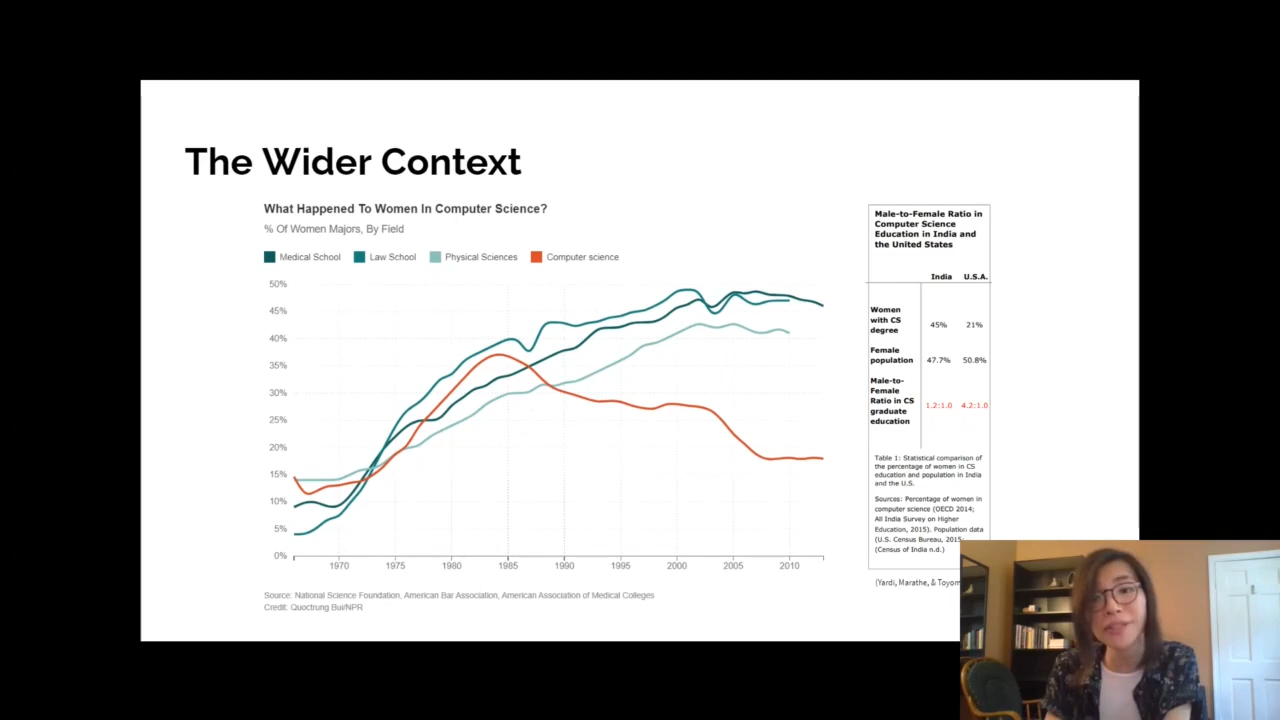 The Wider Context
What Happened To Women In Computer Science?
% Of Women Majors, By Field
Medical School Law School Physical Sciences Computer science
50%
45%
40%
35%
30%
25%
20%
15%
10%
5%
0%
1970 1975 1980 1985 1990 1995 2000 2005 2010
Source: National Science Foundation, American Bar Association, American Association of Medical Colleges
Credit: Quoctrung Bui/NPR
Male-to-Female Ratio in
Computer Science
Education in India and
the United States
India U.S.A.
Women
with CS
degree
45% 21%
Female
population
47.7% 50.8%
Male-to-
Female
Ratio in CS
graduate
education
1.2:1.0 4.2:1.0
Table 1: Statistical comparison of
the percentage of women in CS
education and population in India
and the U.S.
Sources: Percentage of women in
computer science (OECD 2014;
All India Survey on Higher
Education, 2015). Population data
(U.S. Census Bureau, 2015;
(Census of India n.d.)
(Yardi, Marathe, &